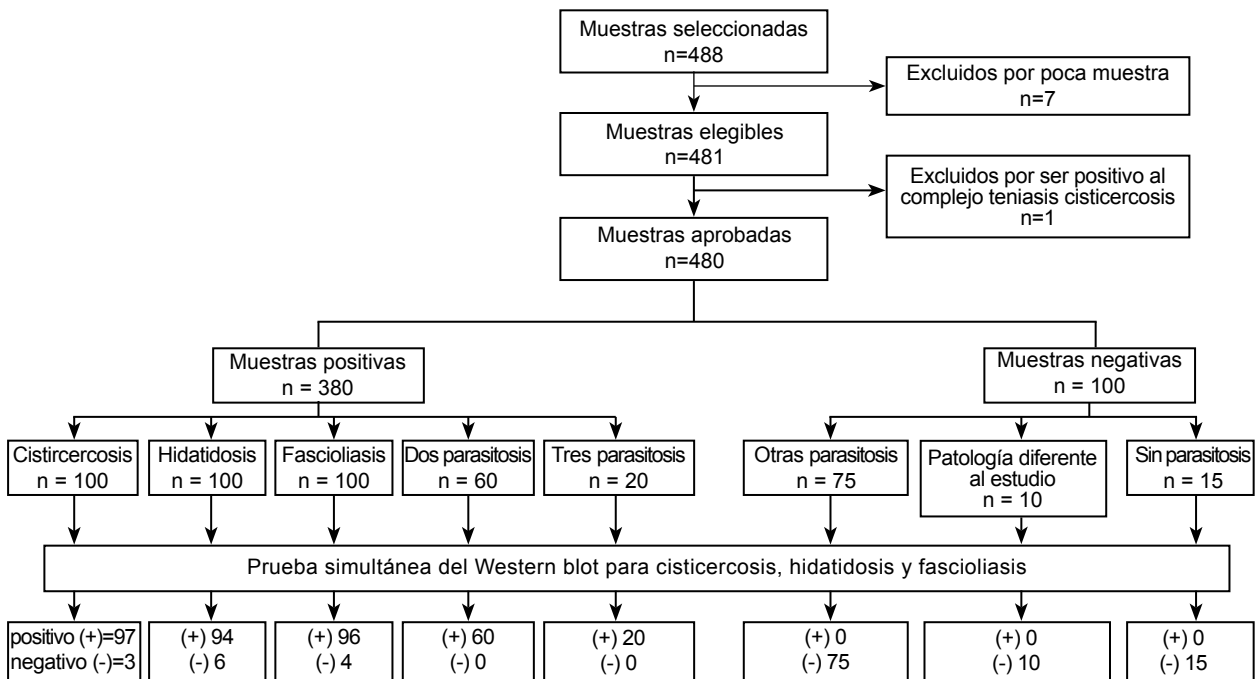 Muestras seleccionadas
n=488
Excluidos por poca muestra
n=7
Muestras elegibles
n=481
Excluidos por ser positivo al
complejo teniasis cisticercosis
n=1
Muestras aprobadas
n=480
Muestras positivas
n = 380
Muestras negativas
n = 100
Cistircercosis
n = 100
Hidatidosis
n = 100
Fascioliasis
n = 100
Dos parasitosis
n = 60
Tres parasitosis
n = 20
Otras parasitosis
n = 75
Patología diferente
al estudio
n = 10
Sin parasitosis
n = 15
Prueba simultánea del Western blot para cisticercosis, hidatidosis y fascioliasis
positivo (+)=97
negativo (-)=3
(+) 94
(-) 6
(+) 96
(-) 4
(+) 60
(-) 0
(+) 20
(-) 0
(+) 0
(-) 75
(+) 0
(-) 10
(+) 0
(-) 15